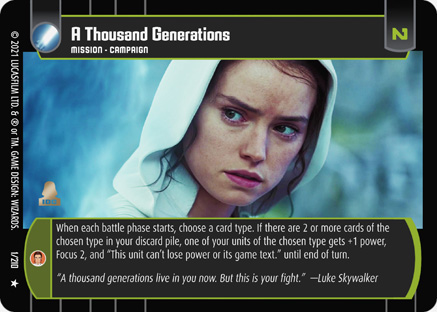 A Thousand Generations
MISSION • CAMPAIGN
N
© 2021 LUCASFILM LTD. & ® OR TM. GAME DESIGN: WIZARDS.
1/210
When each battle phase starts, choose a card type. If there are 2 or more cards of the
chosen type in your discard pile, one of your units of the chosen type gets +1 power,
Focus 2, and “This unit can’t lose power or its game text.” until end of turn.
“A thousand generations live in you now. But this is your fight.” —Luke Skywalker